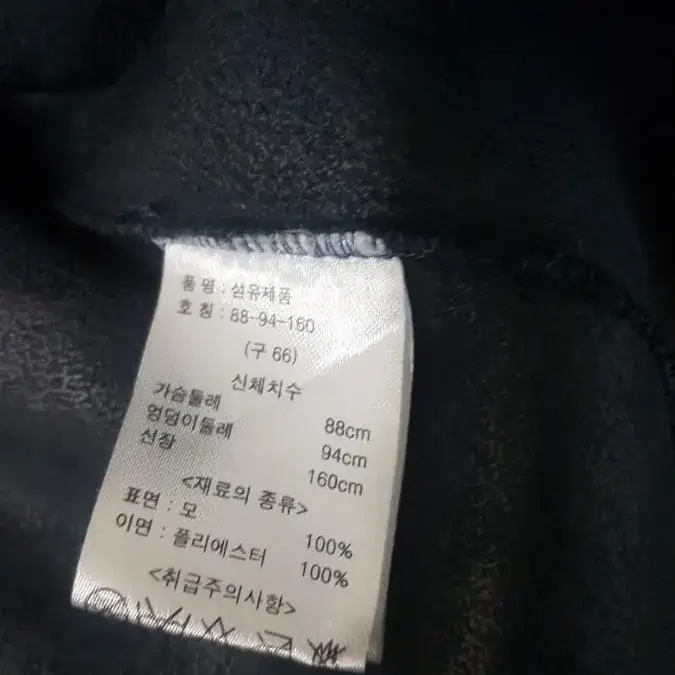 품 명 : 섬유제품
호 칭 : 88-94-160
(구 66)
신체치수
가슴둘레 88cm
엉덩이둘레 94cm
신장 160cm
<재료의 종류>
표면 : 모 100%
이면 : 폴리에스터 100%
<취급주의사항>